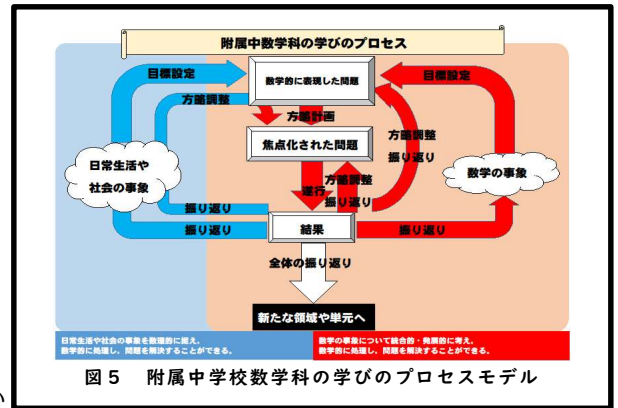 附属中数学科の学びのプロセス
目標設定
数学的に表現した問題
目標設定
方略調整
方略計画
焦点化された問題
方略調整
振り返り
日常生活や
社会の事象
数学の事象
遂行
方略調整
振り返り
振り返り
振り返り
結果
振り返り
全体の振り返り
新たな領域や単元へ
日常生活や社会の事象を数理的に捉え、
数学的に処理し、問題を解決することができる。
数学の事象について統合的・発展的に考え、
数学的に処理し、問題を解決することができる。
図5 附属中学校数学科の学びのプロセスモデル
い